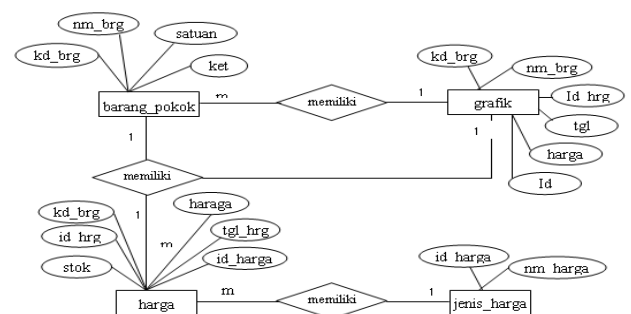 nm_brg
satuan
kd_brg
ket
barang_pokok
m
memiliki
1
kd_brg
nm_brg
grafik
Id_hrg
tgl
harga
Id
1
1
memiliki
1
kd_brg
haraga
id_hrg
m
tgl_hrg
stok
id_harga
harga
m
memiliki
1
id_harga
nm_harga
jenis_harga